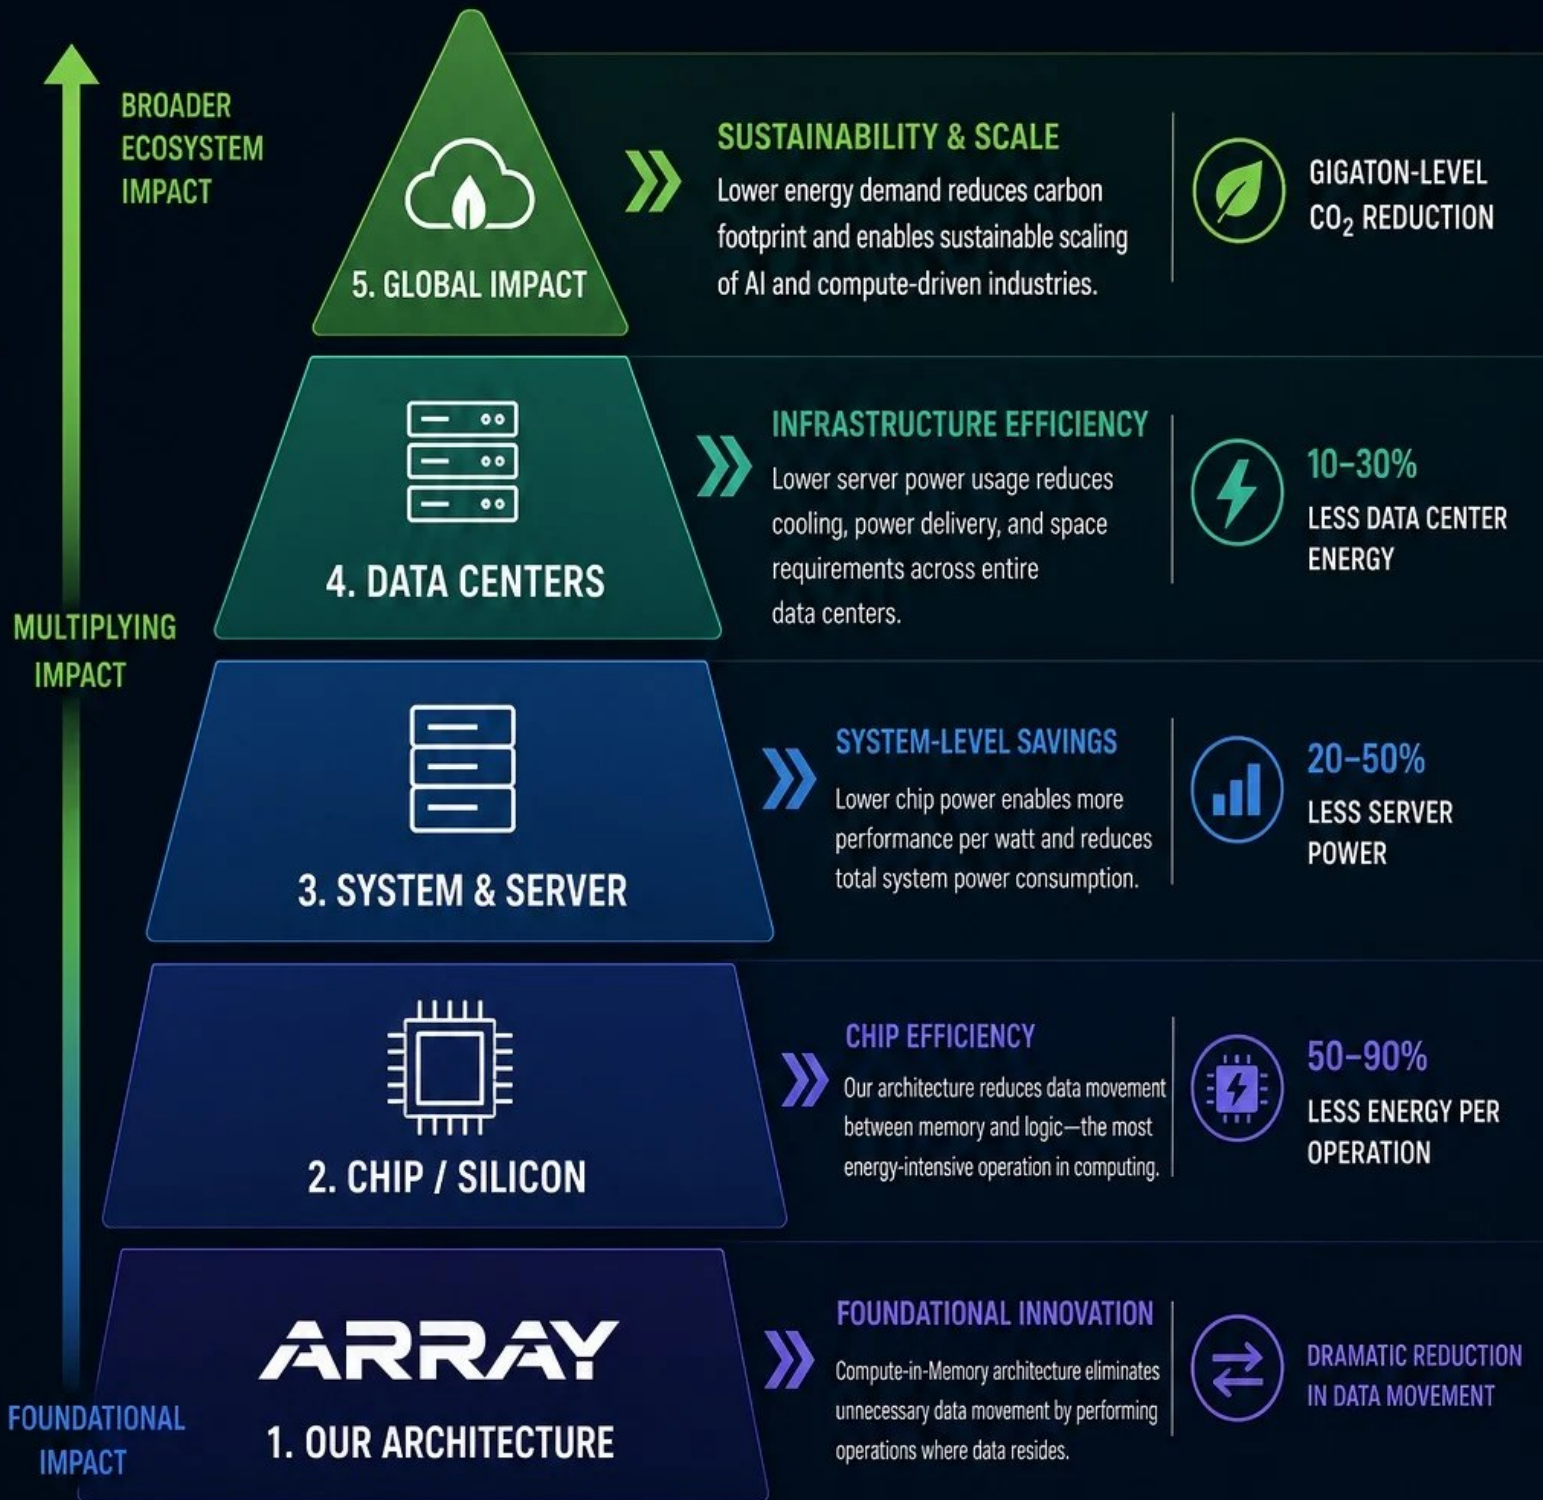 BROADER
ECOSYSTEM
IMPACT
5. GLOBAL IMPACT
SUSTAINABILITY & SCALE
Lower energy demand reduces carbon
footprint and enables sustainable scaling
of AI and compute-driven industries.
GIGATON-LEVEL
CO₂ REDUCTION
4. DATA CENTERS
INFRASTRUCTURE EFFICIENCY
Lower server power usage reduces
cooling, power delivery, and space
requirements across entire
data centers.
10–30%
LESS DATA CENTER
ENERGY
MULTIPLYING
IMPACT
3. SYSTEM & SERVER
SYSTEM-LEVEL SAVINGS
Lower chip power enables more
performance per watt and reduces
total system power consumption.
20–50%
LESS SERVER
POWER
2. CHIP / SILICON
CHIP EFFICIENCY
Our architecture reduces data movement
between memory and logic—the most
energy-intensive operation in computing.
50–90%
LESS ENERGY PER
OPERATION
FOUNDATIONAL
IMPACT
ARRAY
1. OUR ARCHITECTURE
FOUNDATIONAL INNOVATION
Compute-in-Memory architecture eliminates
unnecessary data movement by performing
operations where data resides.
DRAMATIC REDUCTION
IN DATA MOVEMENT